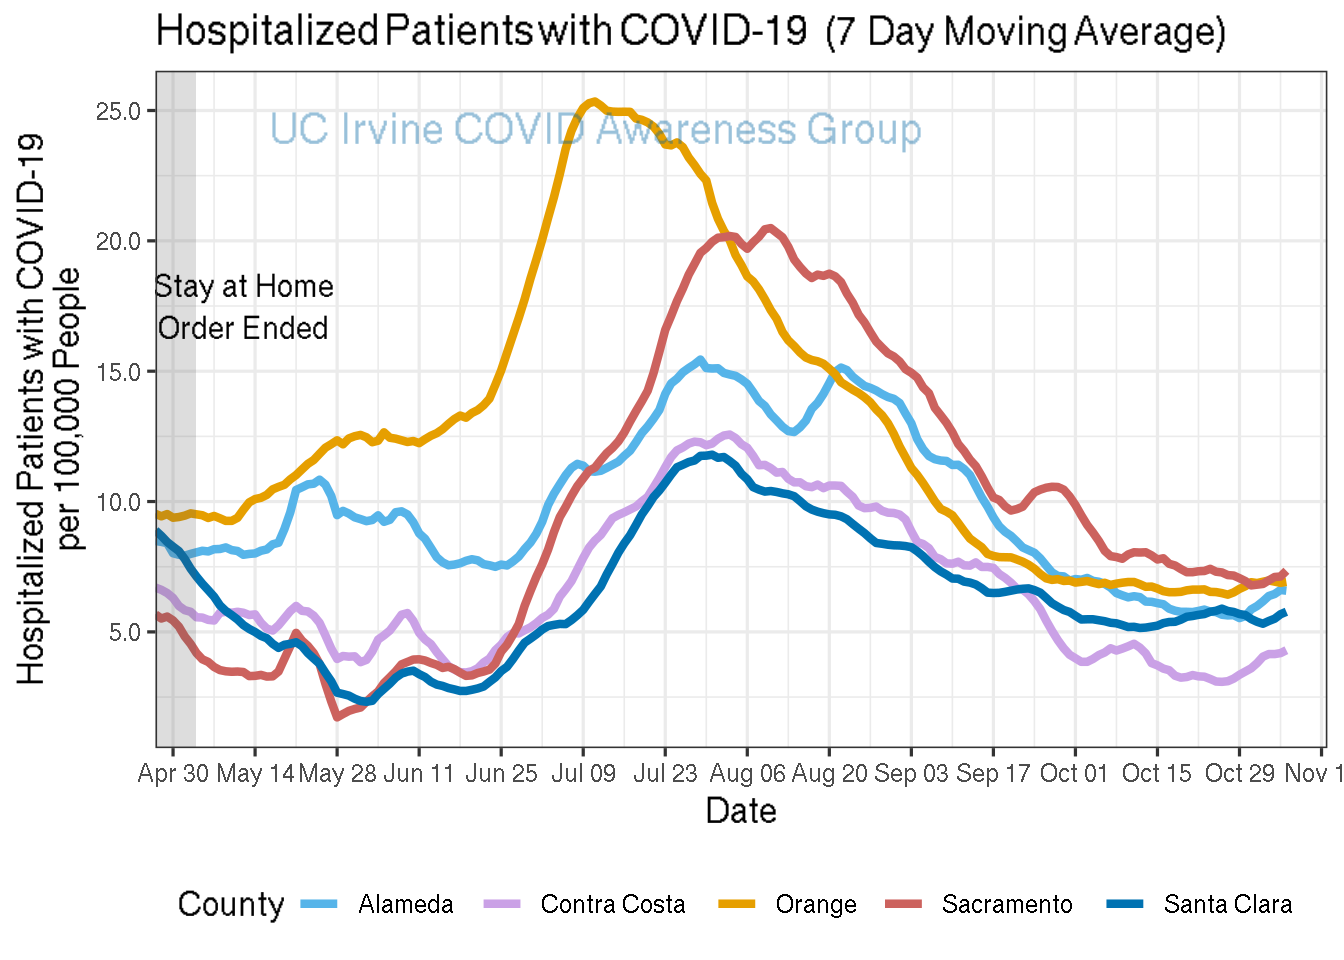 Hospitalized Patients with COVID-19 (7 Day Moving Average)
UC Irvine COVID Awareness Group
Stay at Home
Order Ended
Hospitalized Patients with COVID-19
per 100,000 People
25.0
20.0
15.0
10.0
5.0
Apr 30 May 14 May 28 Jun 11 Jun 25 Jul 09 Jul 23 Aug 06 Aug 20 Sep 03 Sep 17 Oct 01 Oct 15 Oct 29 Nov 1
Date
County Alameda Contra Costa Orange Sacramento Santa Clara